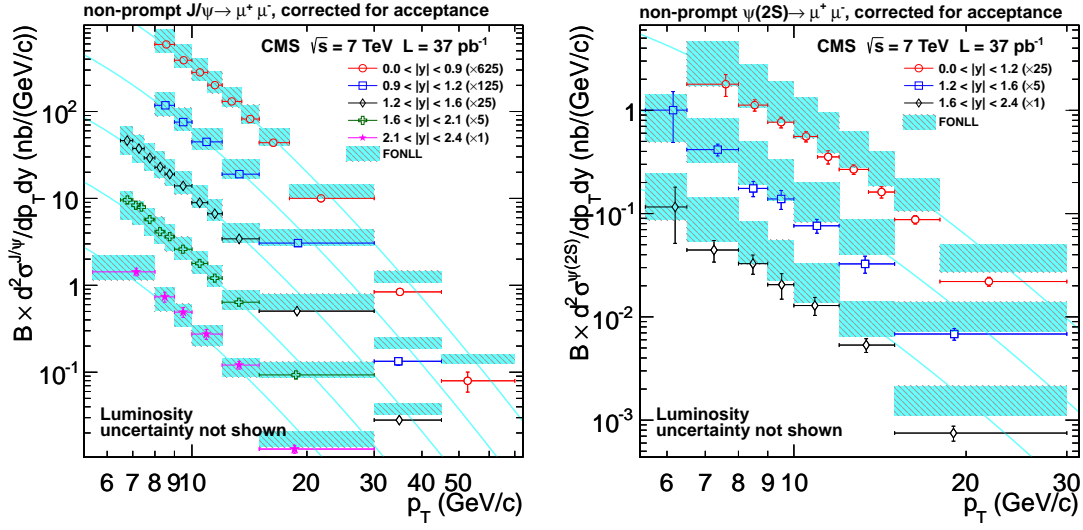 non-prompt J/ψ→ μ⁺ μ⁻, corrected for acceptance
CMS √s = 7 TeV L = 37 pb⁻¹
0.0 < |y| < 0.9 (×625)
0.9 < |y| < 1.2 (×125)
1.2 < |y| < 1.6 (×25)
1.6 < |y| < 2.1 (×5)
2.1 < |y| < 2.4 (×1)
FONLL
B × d² σ^J/ψ/dp_T dy (nb/(GeV/c))
10²
10
1
10⁻¹
Luminosity
uncertainty not shown
6 7 8 9 10 20 30 40 50
p_T (GeV/c)
non-prompt ψ(2S)→ μ⁺ μ⁻, corrected for acceptance
CMS √s = 7 TeV L = 37 pb⁻¹
0.0 < |y| < 1.2 (×25)
1.2 < |y| < 1.6 (×5)
1.6 < |y| < 2.4 (×1)
FONLL
B × d² σ^ψ(2S)/dp_T dy (nb/(GeV/c))
1
10⁻¹
10⁻²
10⁻³
Luminosity
uncertainty not shown
6 7 8 9 10 20 30
p_T (GeV/c)